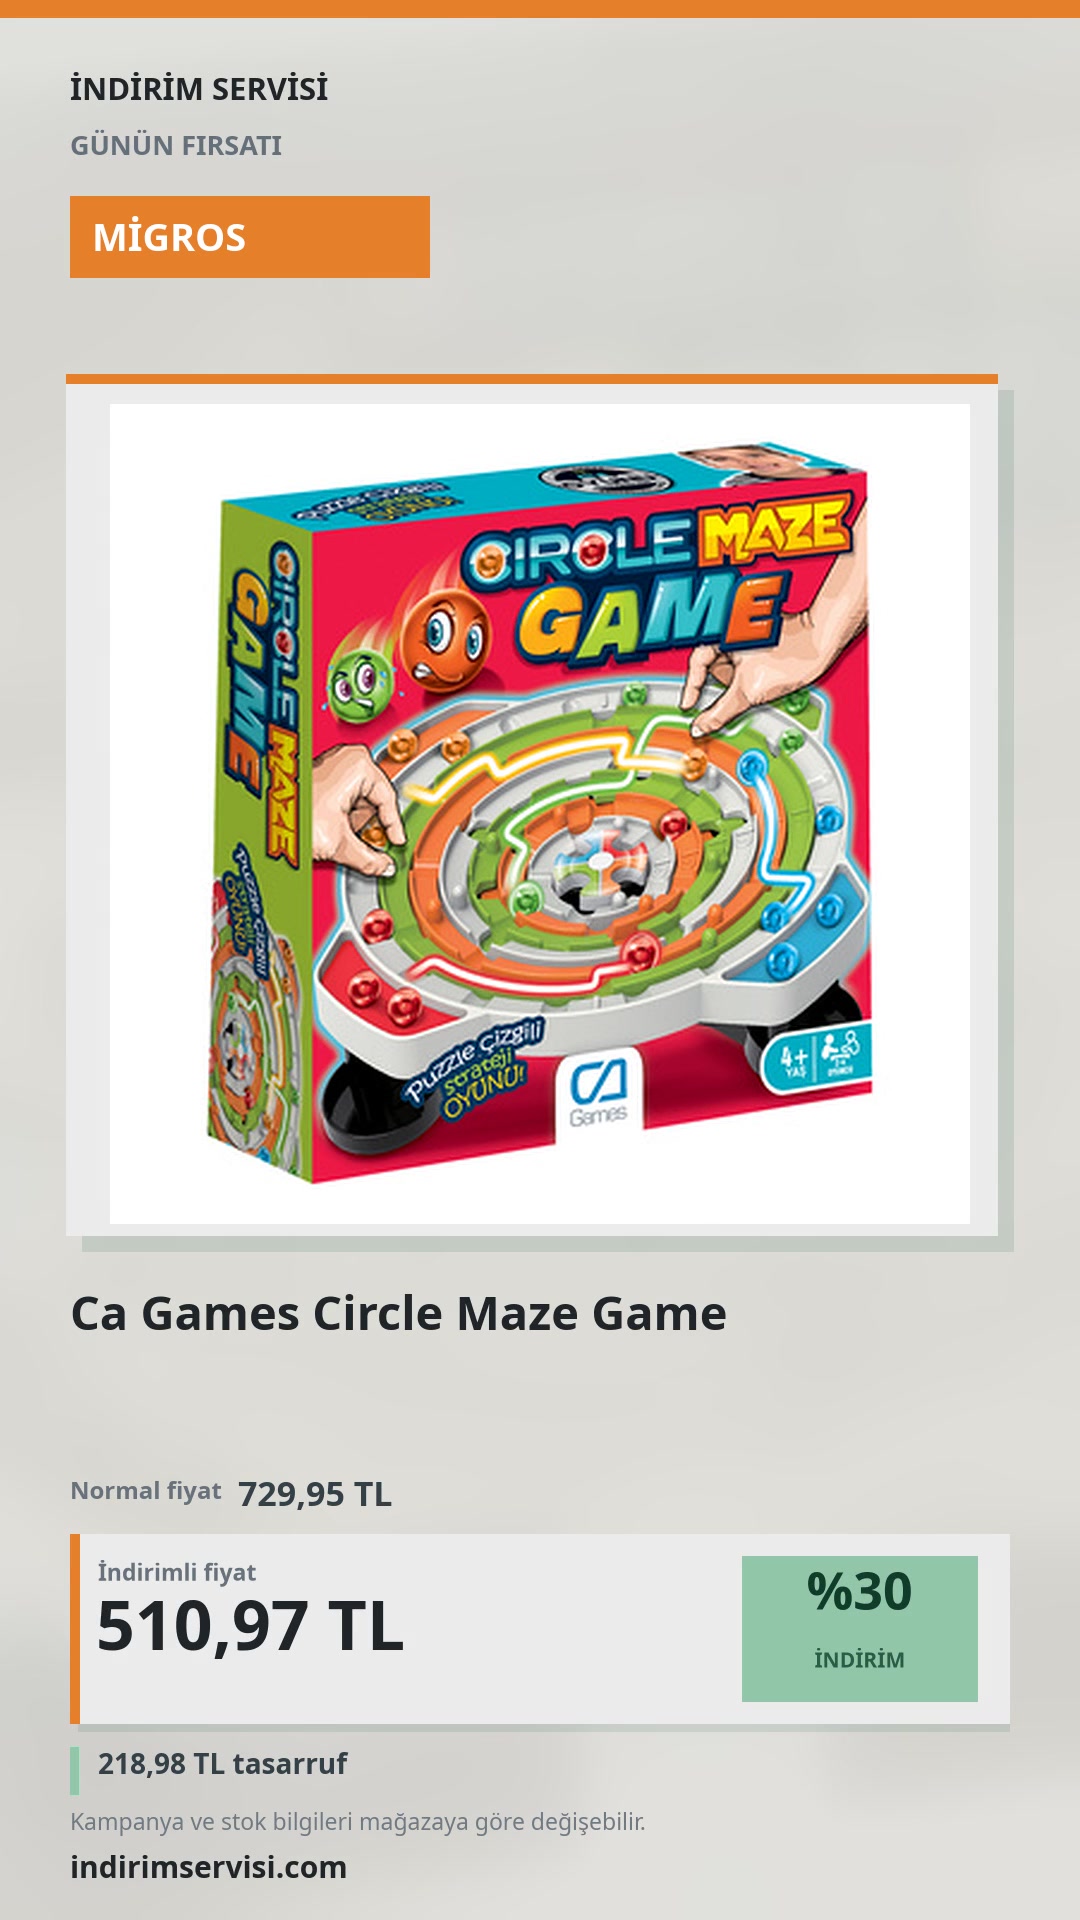 İNDİRİM SERVİSİ
GÜNÜN FIRSATI
MİGROS
CIRCLE MAZE
GAME
CIRCLE MAZE
GAME
Puzzle Çizgili
strateji
OYUNU!
4+
YAŞ
CA
Games
Ca Games Circle Maze Game
Normal fiyat 729,95 TL
İndirimli fiyat
510,97 TL
%30
İNDİRİM
218,98 TL tasarruf
Kampanya ve stok bilgileri mağazaya göre değişebilir.
indirimservisi.com